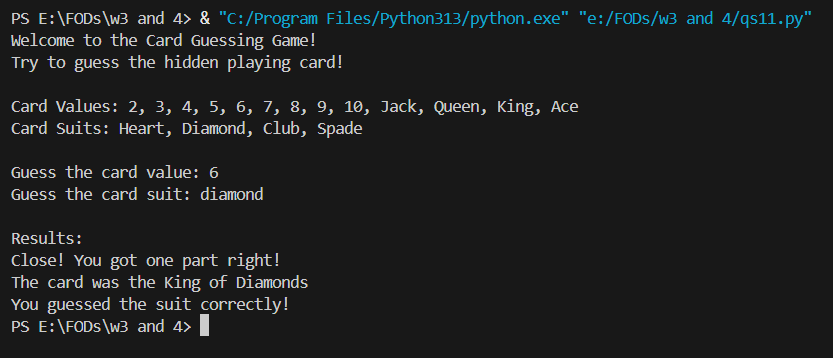 PS E:\FODs\w3 and 4> & "C:/Program Files/Python313/python.exe" "e:/FODs/w3 and 4/qs11.py"
Welcome to the Card Guessing Game!
Try to guess the hidden playing card!
Card Values: 2, 3, 4, 5, 6, 7, 8, 9, 10, Jack, Queen, King, Ace
Card Suits: Heart, Diamond, Club, Spade
Guess the card value: 6
Guess the card suit: diamond
Results:
Close! You got one part right!
The card was the King of Diamonds
You guessed the suit correctly!
PS E:\FODs\w3 and 4>